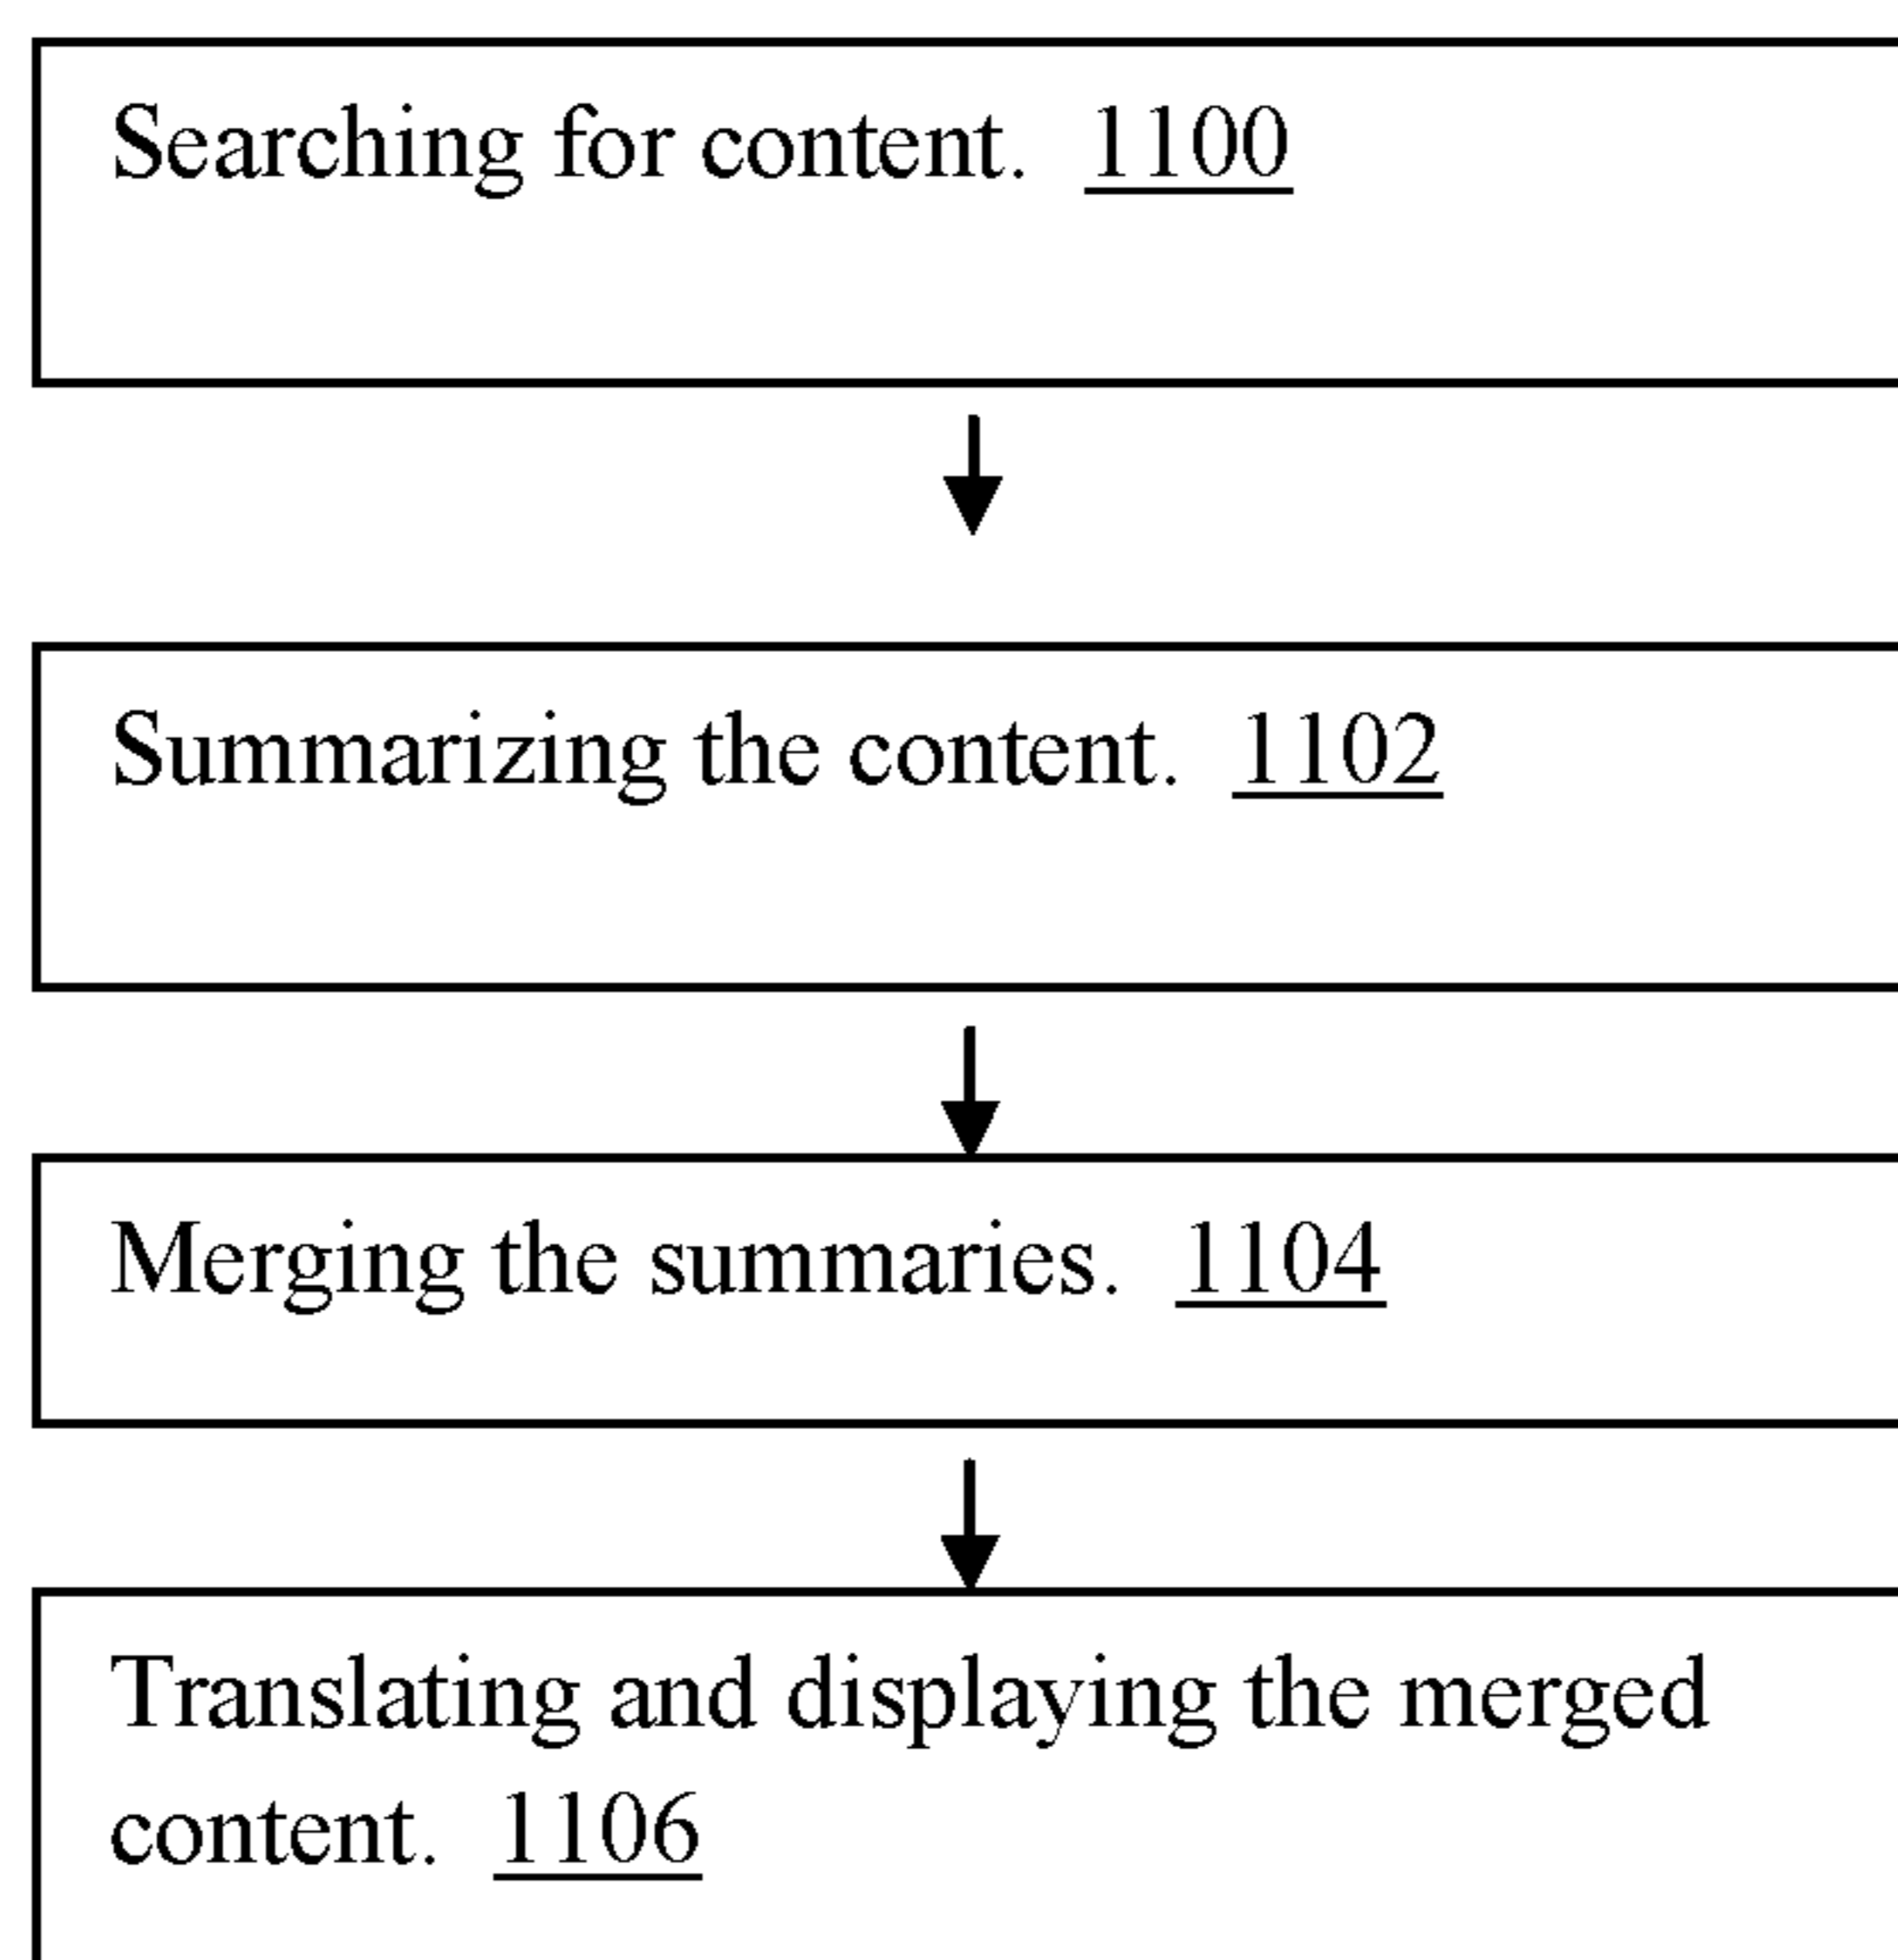 Searching for content. 1100
Summarizing the content. 1102
Merging the summaries. 1104
Translating and displaying the merged
content. 1106